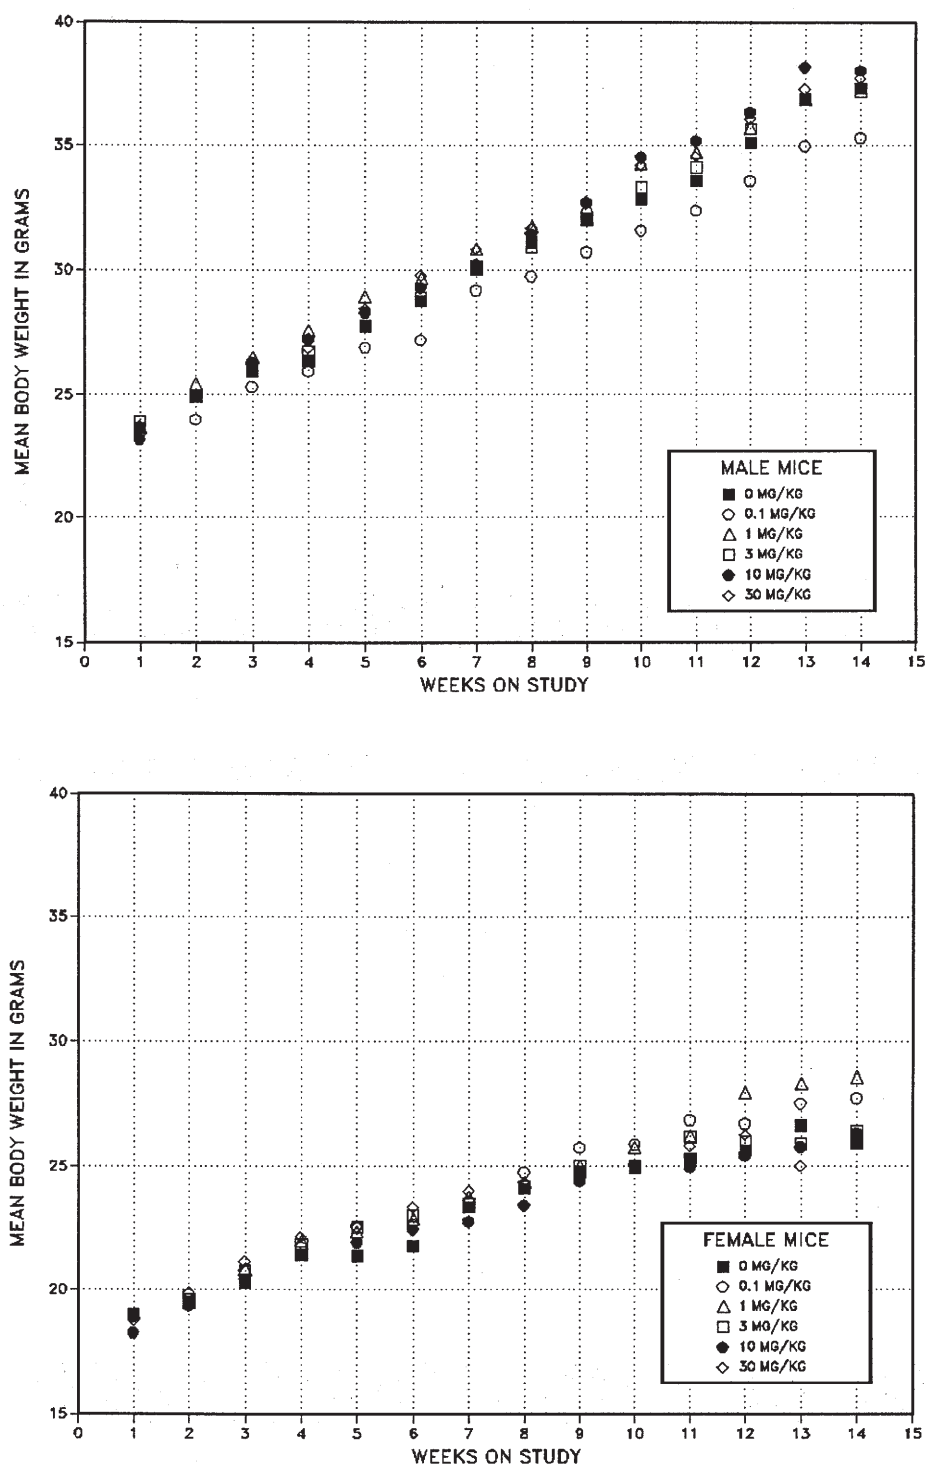 40
35
30
25
20
15
MEAN BODY WEIGHT IN GRAMS
MALE MICE
0 MG/KG
0.1 MG/KG
1 MG/KG
3 MG/KG
10 MG/KG
30 MG/KG
0 1 2 3 4 5 6 7 8 9 10 11 12 13 14 15
WEEKS ON STUDY
40
35
30
25
20
15
MEAN BODY WEIGHT IN GRAMS
FEMALE MICE
0 MG/KG
0.1 MG/KG
1 MG/KG
3 MG/KG
10 MG/KG
30 MG/KG
0 1 2 3 4 5 6 7 8 9 10 11 12 13 14 15
WEEKS ON STUDY